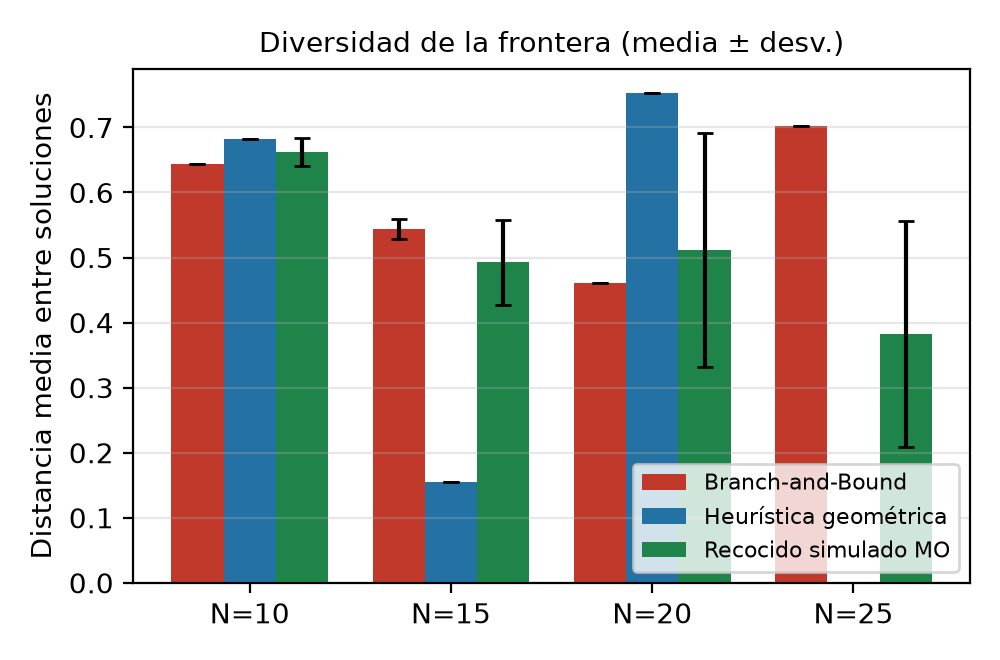 Diversidad de la frontera (media ± desv.)
Distancia media entre soluciones
0.7
0.6
0.5
0.4
0.3
0.2
0.1
0.0
N=10
N=15
N=20
N=25
Branch-and-Bound
Heurística geométrica
Recocido simulado MO